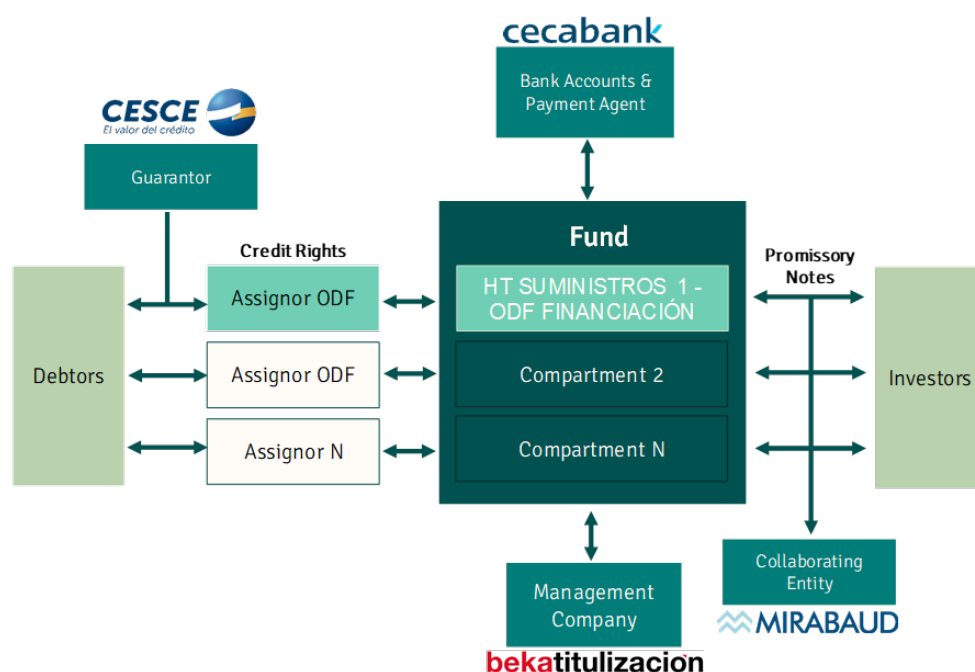 cecabank
Bank Accounts &
Payment Agent
CESCE
El valor del crédito
Guarantor
Fund
Credit Rights
Promissory
Notes
Debtors
Assignor ODF
HT SUMINISTROS 1 -
ODF FINANCIACIÓN
Investors
Assignor ODF
Compartment 2
Assignor N
Compartment N
Collaborating
Entity
MIRABAUD
Management
Company
bekatitulización